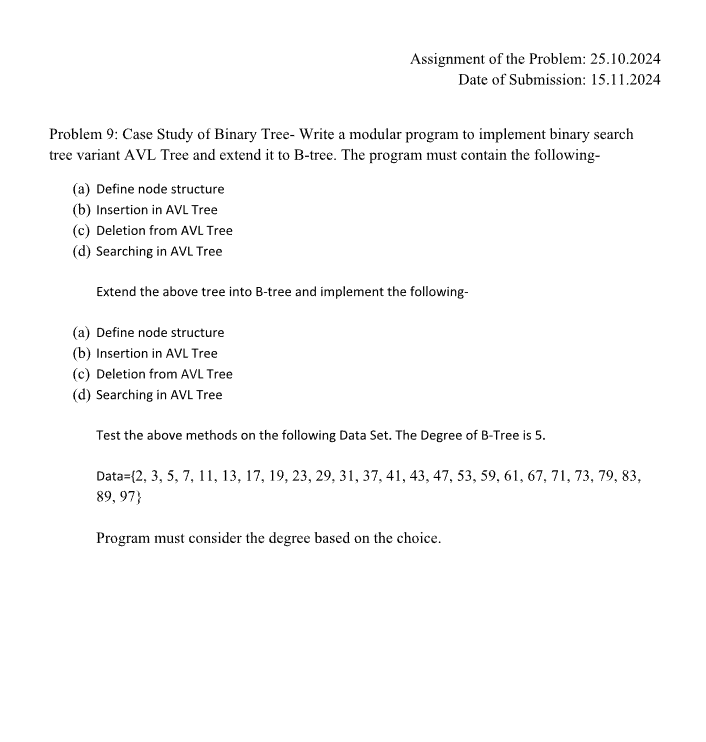 Assignment of the Problem: 25.10.2024
Date of Submission: 15.11.2024
Problem 9: Case Study of Binary Tree- Write a modular program to implement binary search
tree variant AVL Tree and extend it to B-tree. The program must contain the following-
(a) Define node structure
(b) Insertion in AVL Tree
(c) Deletion from AVL Tree
(d) Searching in AVL Tree
Extend the above tree into B-tree and implement the following-
(a) Define node structure
(b) Insertion in AVL Tree
(c) Deletion from AVL Tree
(d) Searching in AVL Tree
Test the above methods on the following Data Set. The Degree of B-Tree is 5.
Data={2, 3, 5, 7, 11, 13, 17, 19, 23, 29, 31, 37, 41, 43, 47, 53, 59, 61, 67, 71, 73, 79, 83,
89, 97}
Program must consider the degree based on the choice.